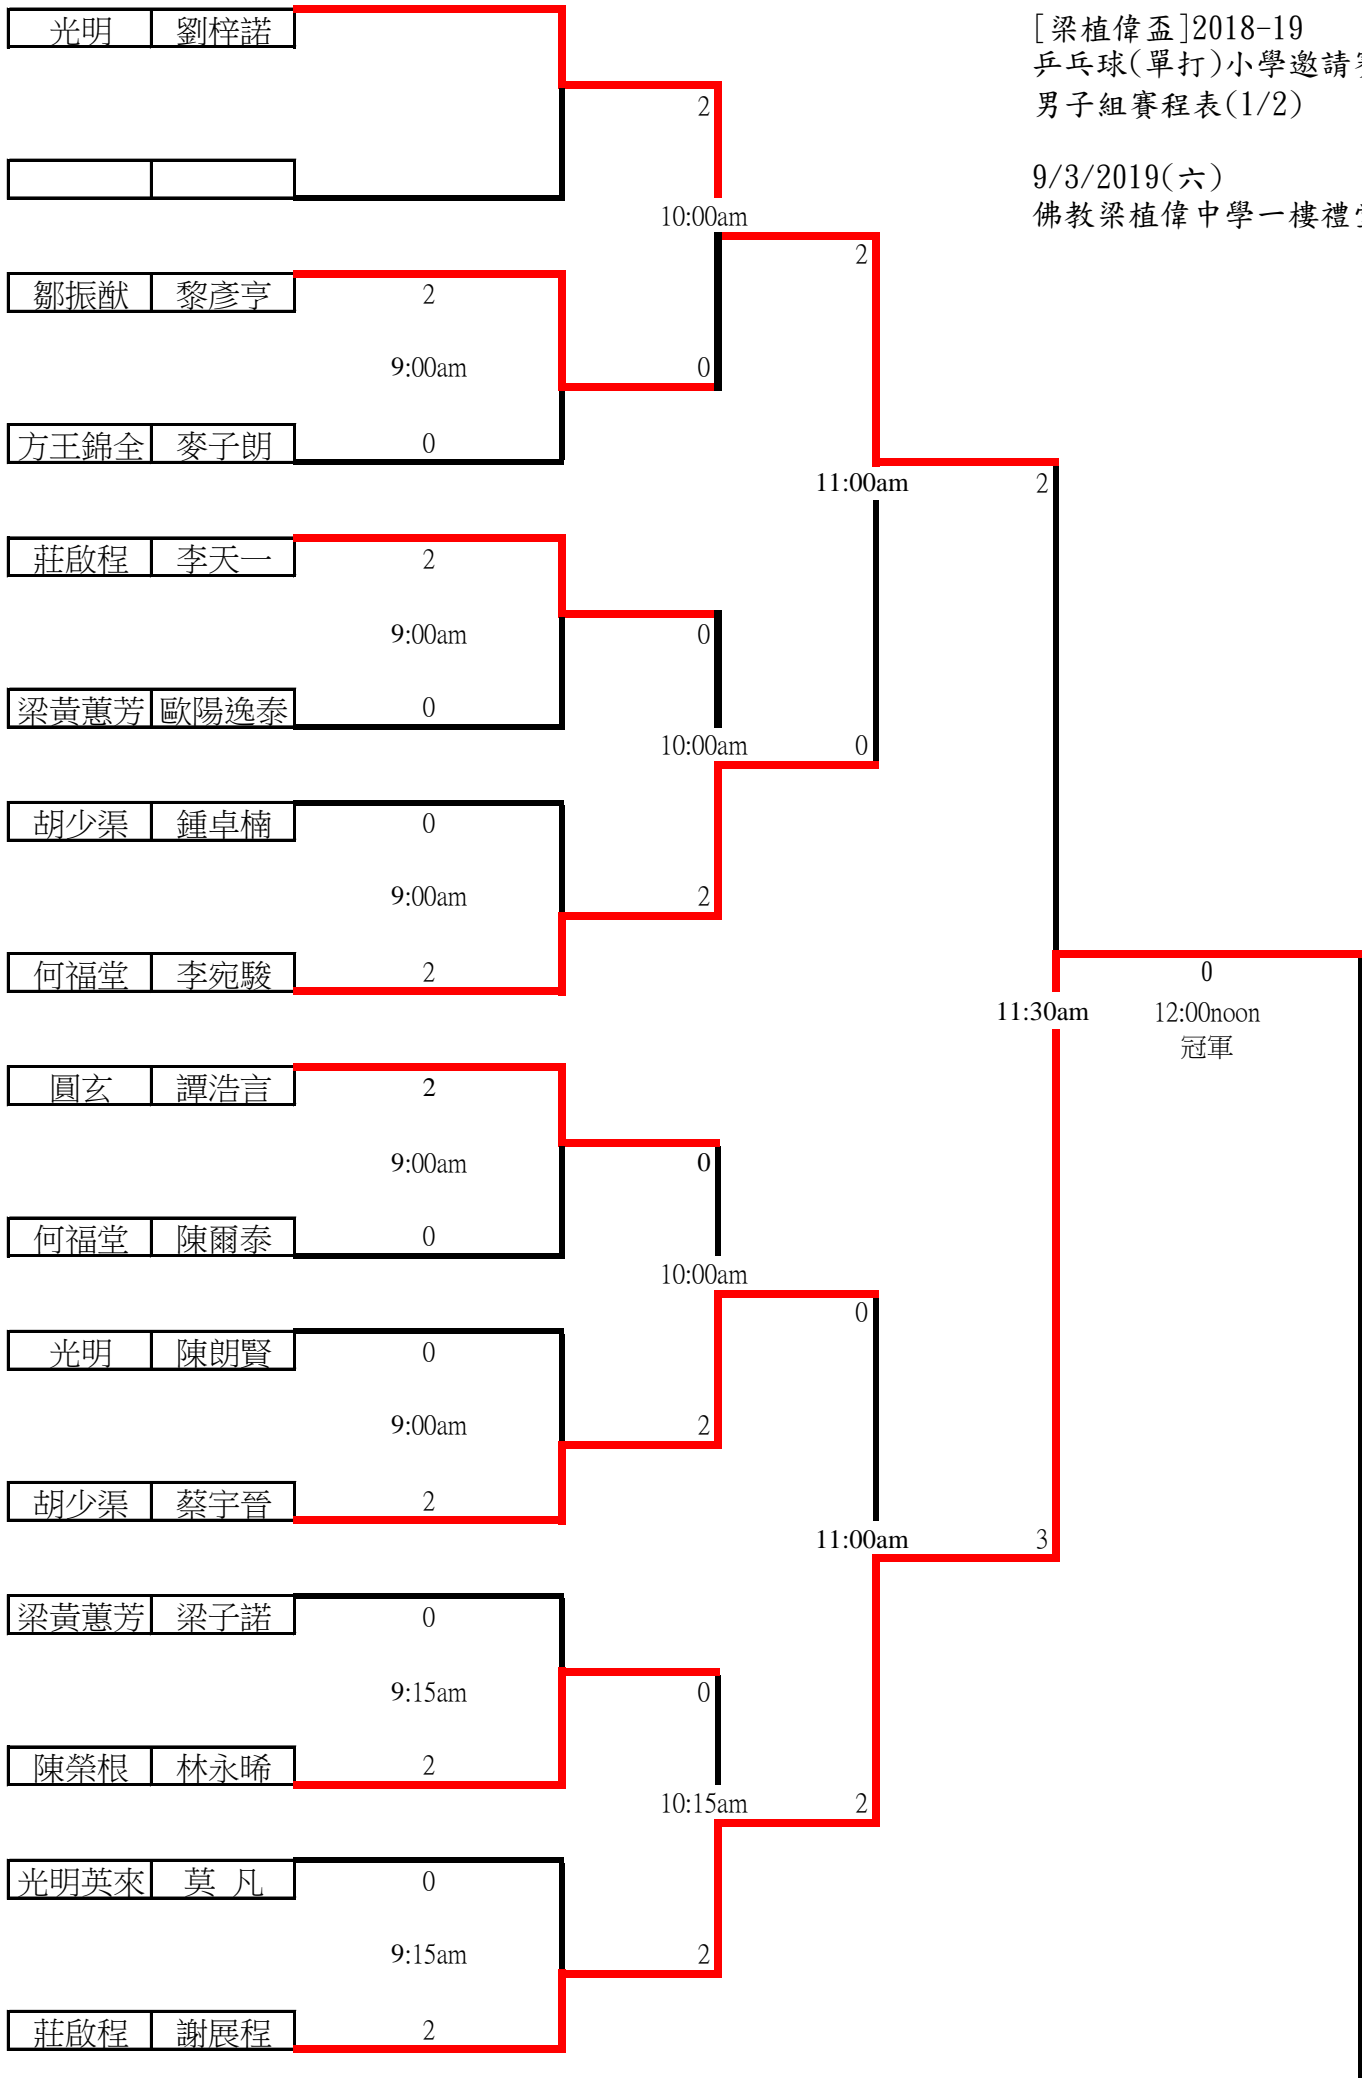 [梁植偉盃]2018-19
乒乓球(單打)小學邀請
男子組賽程表(1/2)
9/3/2019(六)
佛教梁植偉中學一樓禮
光明 劉梓諾
2
10:00am
2
鄒振猷 黎彥亨 2
9:00am
0
方王錦全 麥子朗 0
11:00am
2
莊啟程 李天一 2
9:00am
0
梁黃蕙芳 歐陽逸泰 0
10:00am
0
胡少渠 鍾卓楠 0
9:00am
2
何福堂 李宛駿 2
0
11:30am
12:00noon
冠軍
圓玄 譚浩言 2
9:00am
0
何福堂 陳爾泰 0
10:00am
0
光明 陳朗賢 0
9:00am
2
胡少渠 蔡宇晉 2
11:00am
3
梁黃蕙芳 梁子諾 0
9:15am
0
陳榮根 林永晞 2
10:15am
2
光明英來 莫 凡 0
9:15am
2
莊啟程 謝展程 2